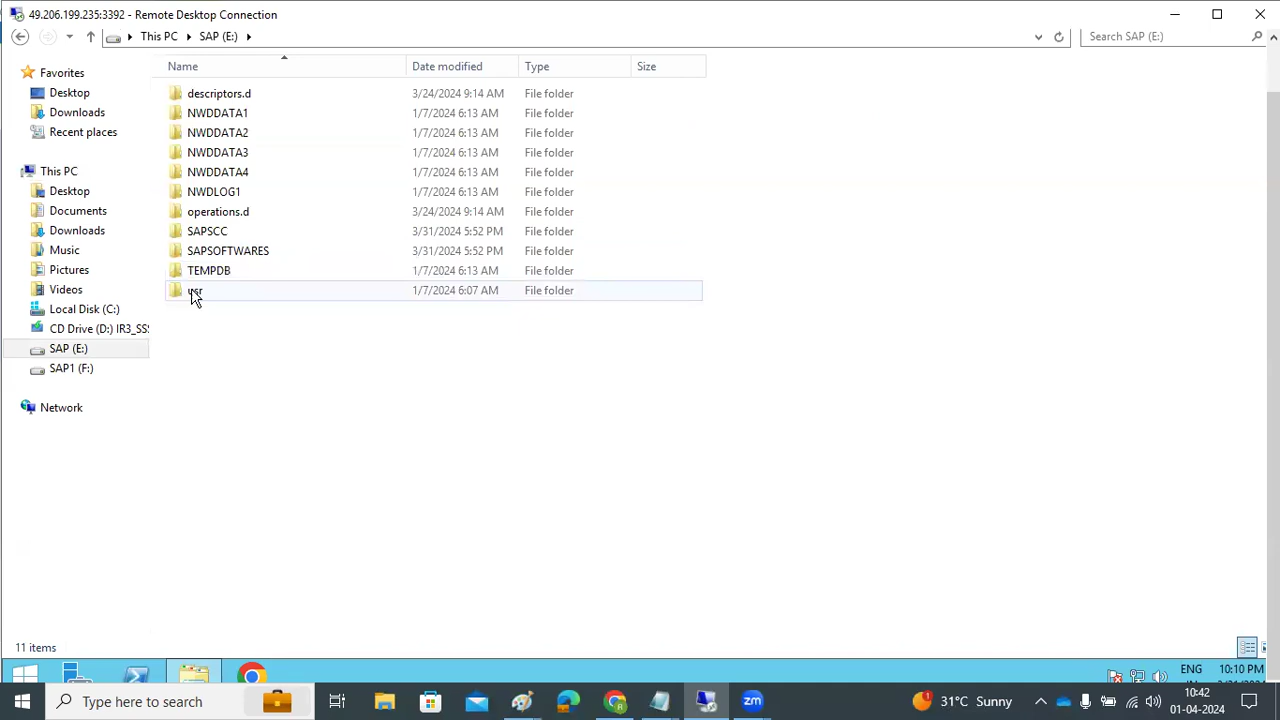 49.206.199.235:3392 - Remote Desktop Connection
This PC SAP (E:)
Search SAP (E:)
Name Date modified Type Size
Favorites
Desktop
Downloads
Recent places
This PC
Desktop
Documents
Downloads
Music
Pictures
Videos
Local Disk (C:)
CD Drive (D:) IR3_SS
SAP (E:)
SAP1 (F:)
Network
descriptors.d 3/24/2024 9:14 AM File folder
NWDDATA1 1/7/2024 6:13 AM File folder
NWDDATA2 1/7/2024 6:13 AM File folder
NWDDATA3 1/7/2024 6:13 AM File folder
NWDDATA4 1/7/2024 6:13 AM File folder
NWDLOG1 1/7/2024 6:13 AM File folder
operations.d 3/24/2024 9:14 AM File folder
SAPSCC 3/31/2024 5:52 PM File folder
SAPSOFTWARES 3/31/2024 5:52 PM File folder
TEMPDB 1/7/2024 6:13 AM File folder
usr 1/7/2024 6:07 AM File folder
11 items
ENG 10:10 PM
Type here to search
zm
31°C Sunny
10:42
01-04-2024